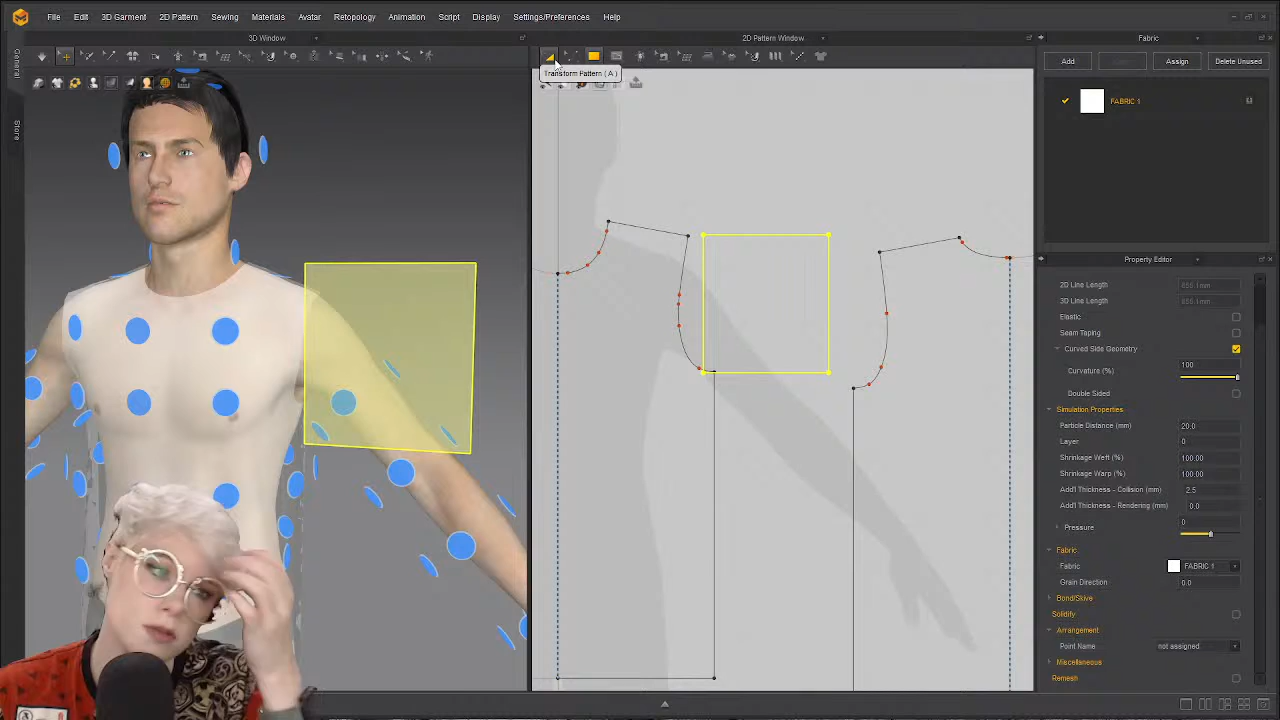 File Edit 3D Garment 2D Pattern Sewing Materials Avatar Retopology Animation Script Display Settings/Preferences Help
3D Window
2D Pattern Window
Fabric
Transform Pattern ( A )
Add
Assign
Delete Unused
FABRIC 1
Store
Property Editor
2D Line Length
3D Line Length
Elastic
Seam Taping
Curved Side Geometry
Curvature (%) 100
Double Sided
Simulation Properties
Particle Distance (mm) 20.0
Layer 0
Shrinkage Weft (%) 100.00
Shrinkage Warp (%) 100.00
Add'l Thickness - Collision (mm) 2.5
Add'l Thickness - Rendering (mm) 0.0
Pressure 0
Fabric
Fabric FABRIC 1
Grain Direction 0.0
Bond/Skive
Solidify
Arrangement
Point Name not assigned
Miscellaneous
Remesh